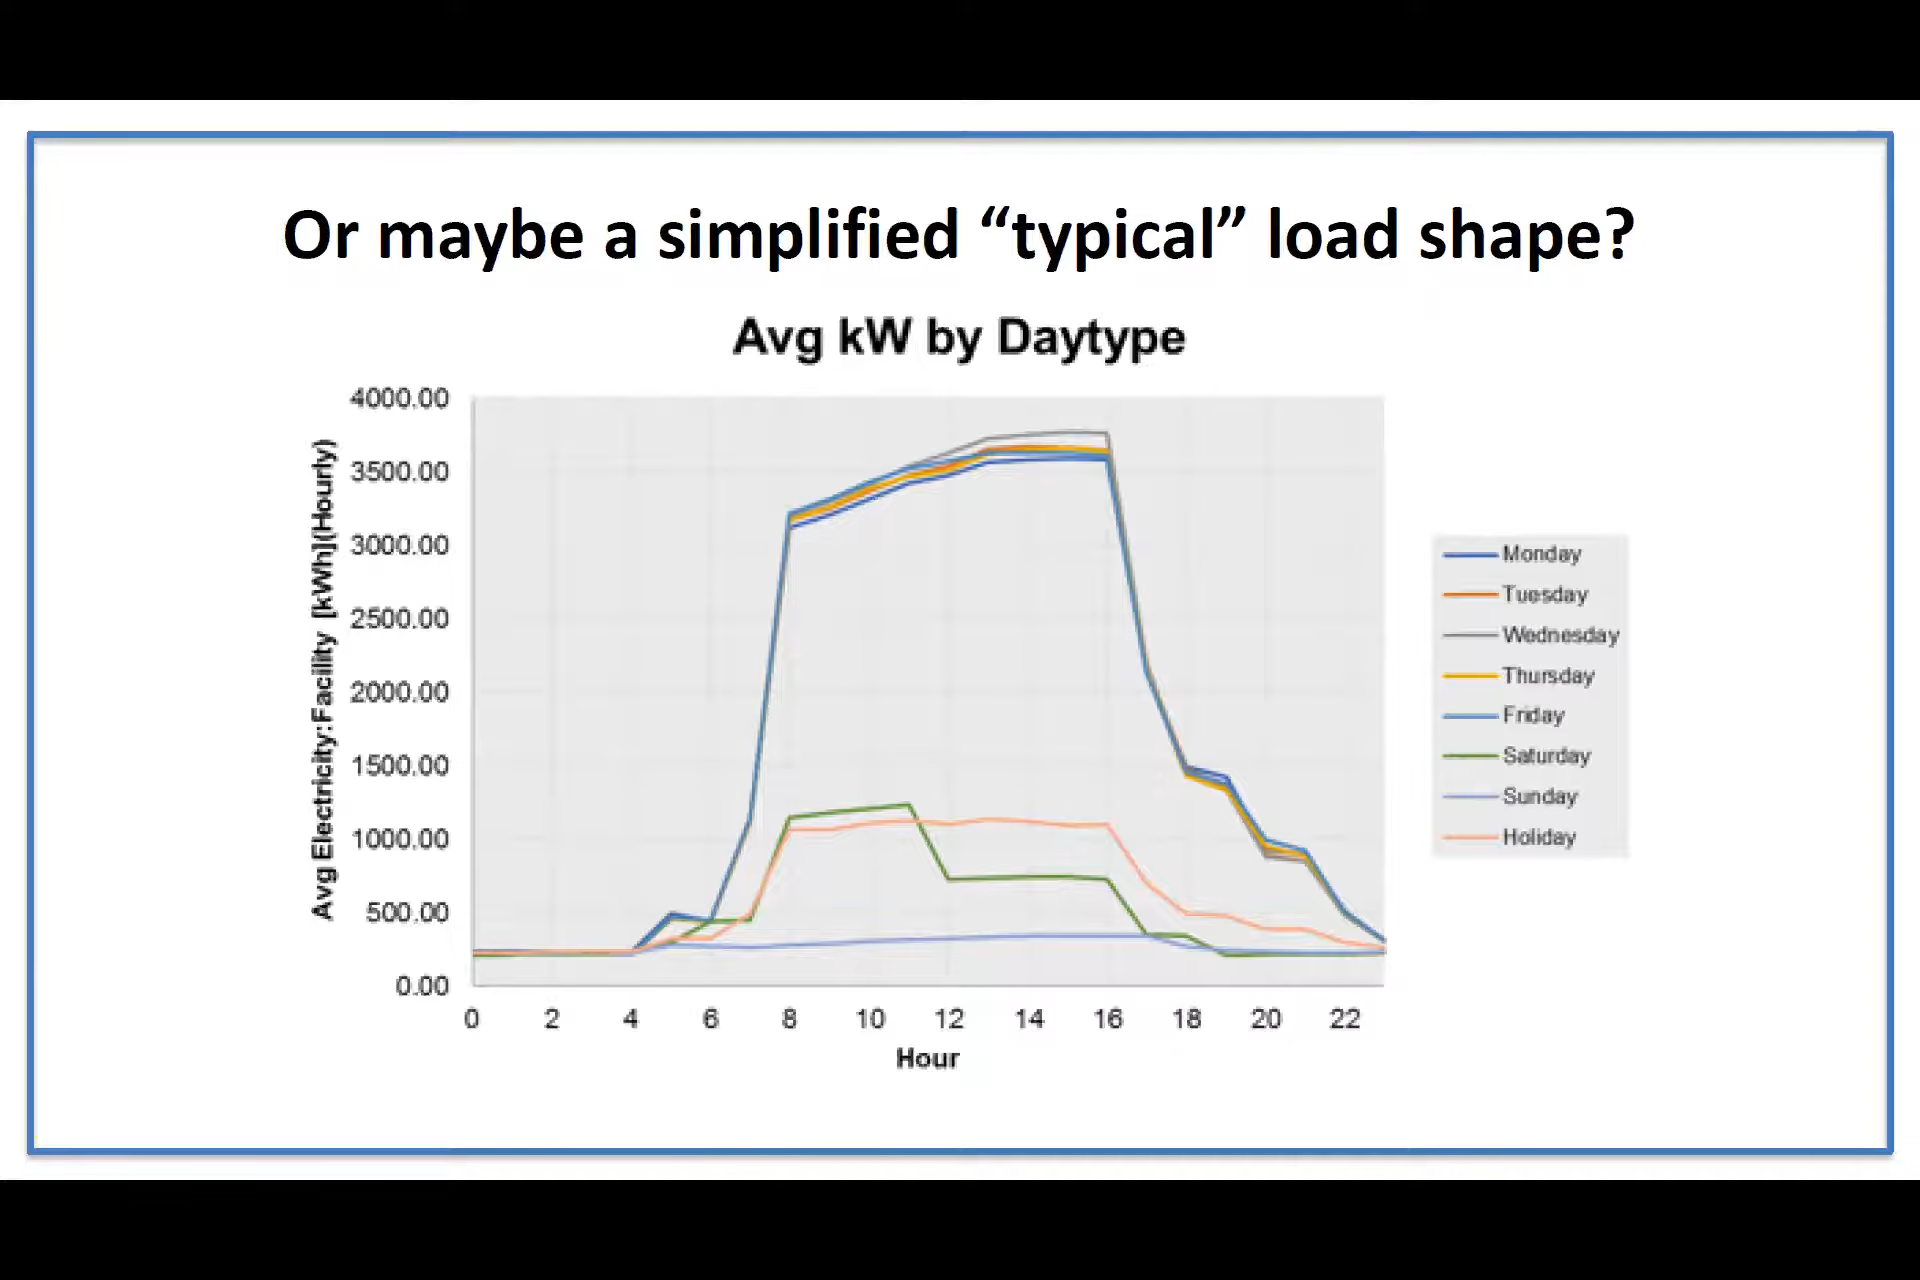 Or maybe a simplified “typical” load shape?
Avg kW by Daytype
Avg Electricity:Facility [kWh](Hourly)
4000.00
3500.00
3000.00
2500.00
2000.00
1500.00
1000.00
500.00
0.00
0 2 4 6 8 10 12 14 16 18 20 22
Hour
Monday
Tuesday
Wednesday
Thursday
Friday
Saturday
Sunday
Holiday